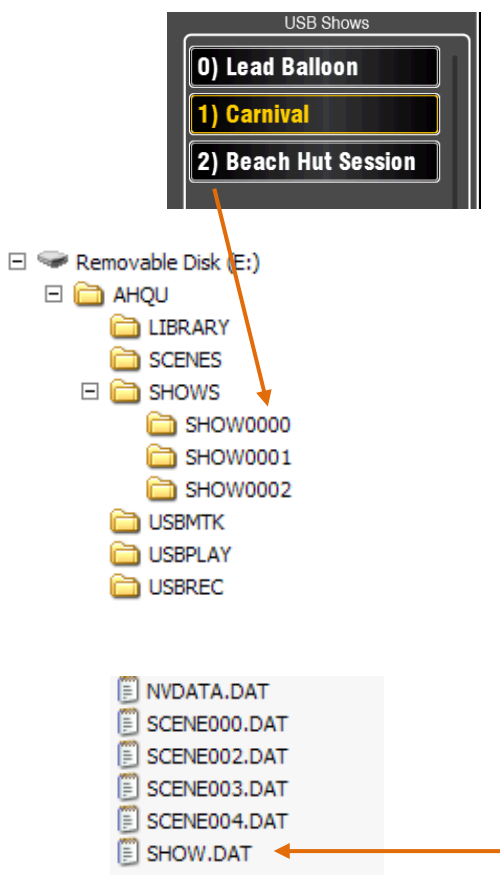 USB Shows
0) Lead Balloon
1) Carnival
2) Beach Hut Session
Removable Disk (E:)
AHQU
LIBRARY
SCENES
SHOWS
SHOW0000
SHOW0001
SHOW0002
USBMTK
USBPLAY
USBREC
NVDATA.DAT
SCENE000.DAT
SCENE002.DAT
SCENE003.DAT
SCENE004.DAT
SHOW.DAT